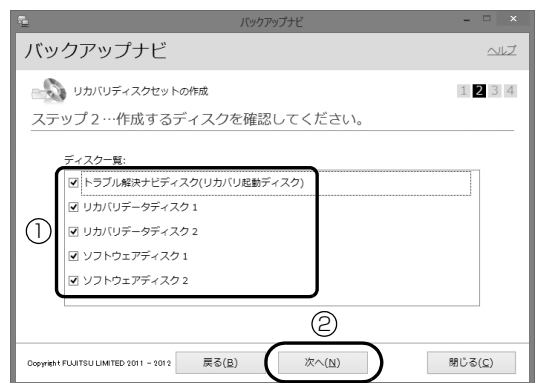 バックアップナビ
バックアップナビ
ヘルプ
リカバリディスクセットの作成
1 2 3 4
ステップ2…作成するディスクを確認してください。
ディスク一覧:
① 
トラブル解決ナビディスク(リカバリ起動ディスク)
リカバリデータディスク 1
リカバリデータディスク 2
ソフトウェアディスク 1
ソフトウェアディスク 2
②
Copyright FUJITSU LIMITED 2011 - 2012
戻る(B)
次へ(N)
閉じる(C)